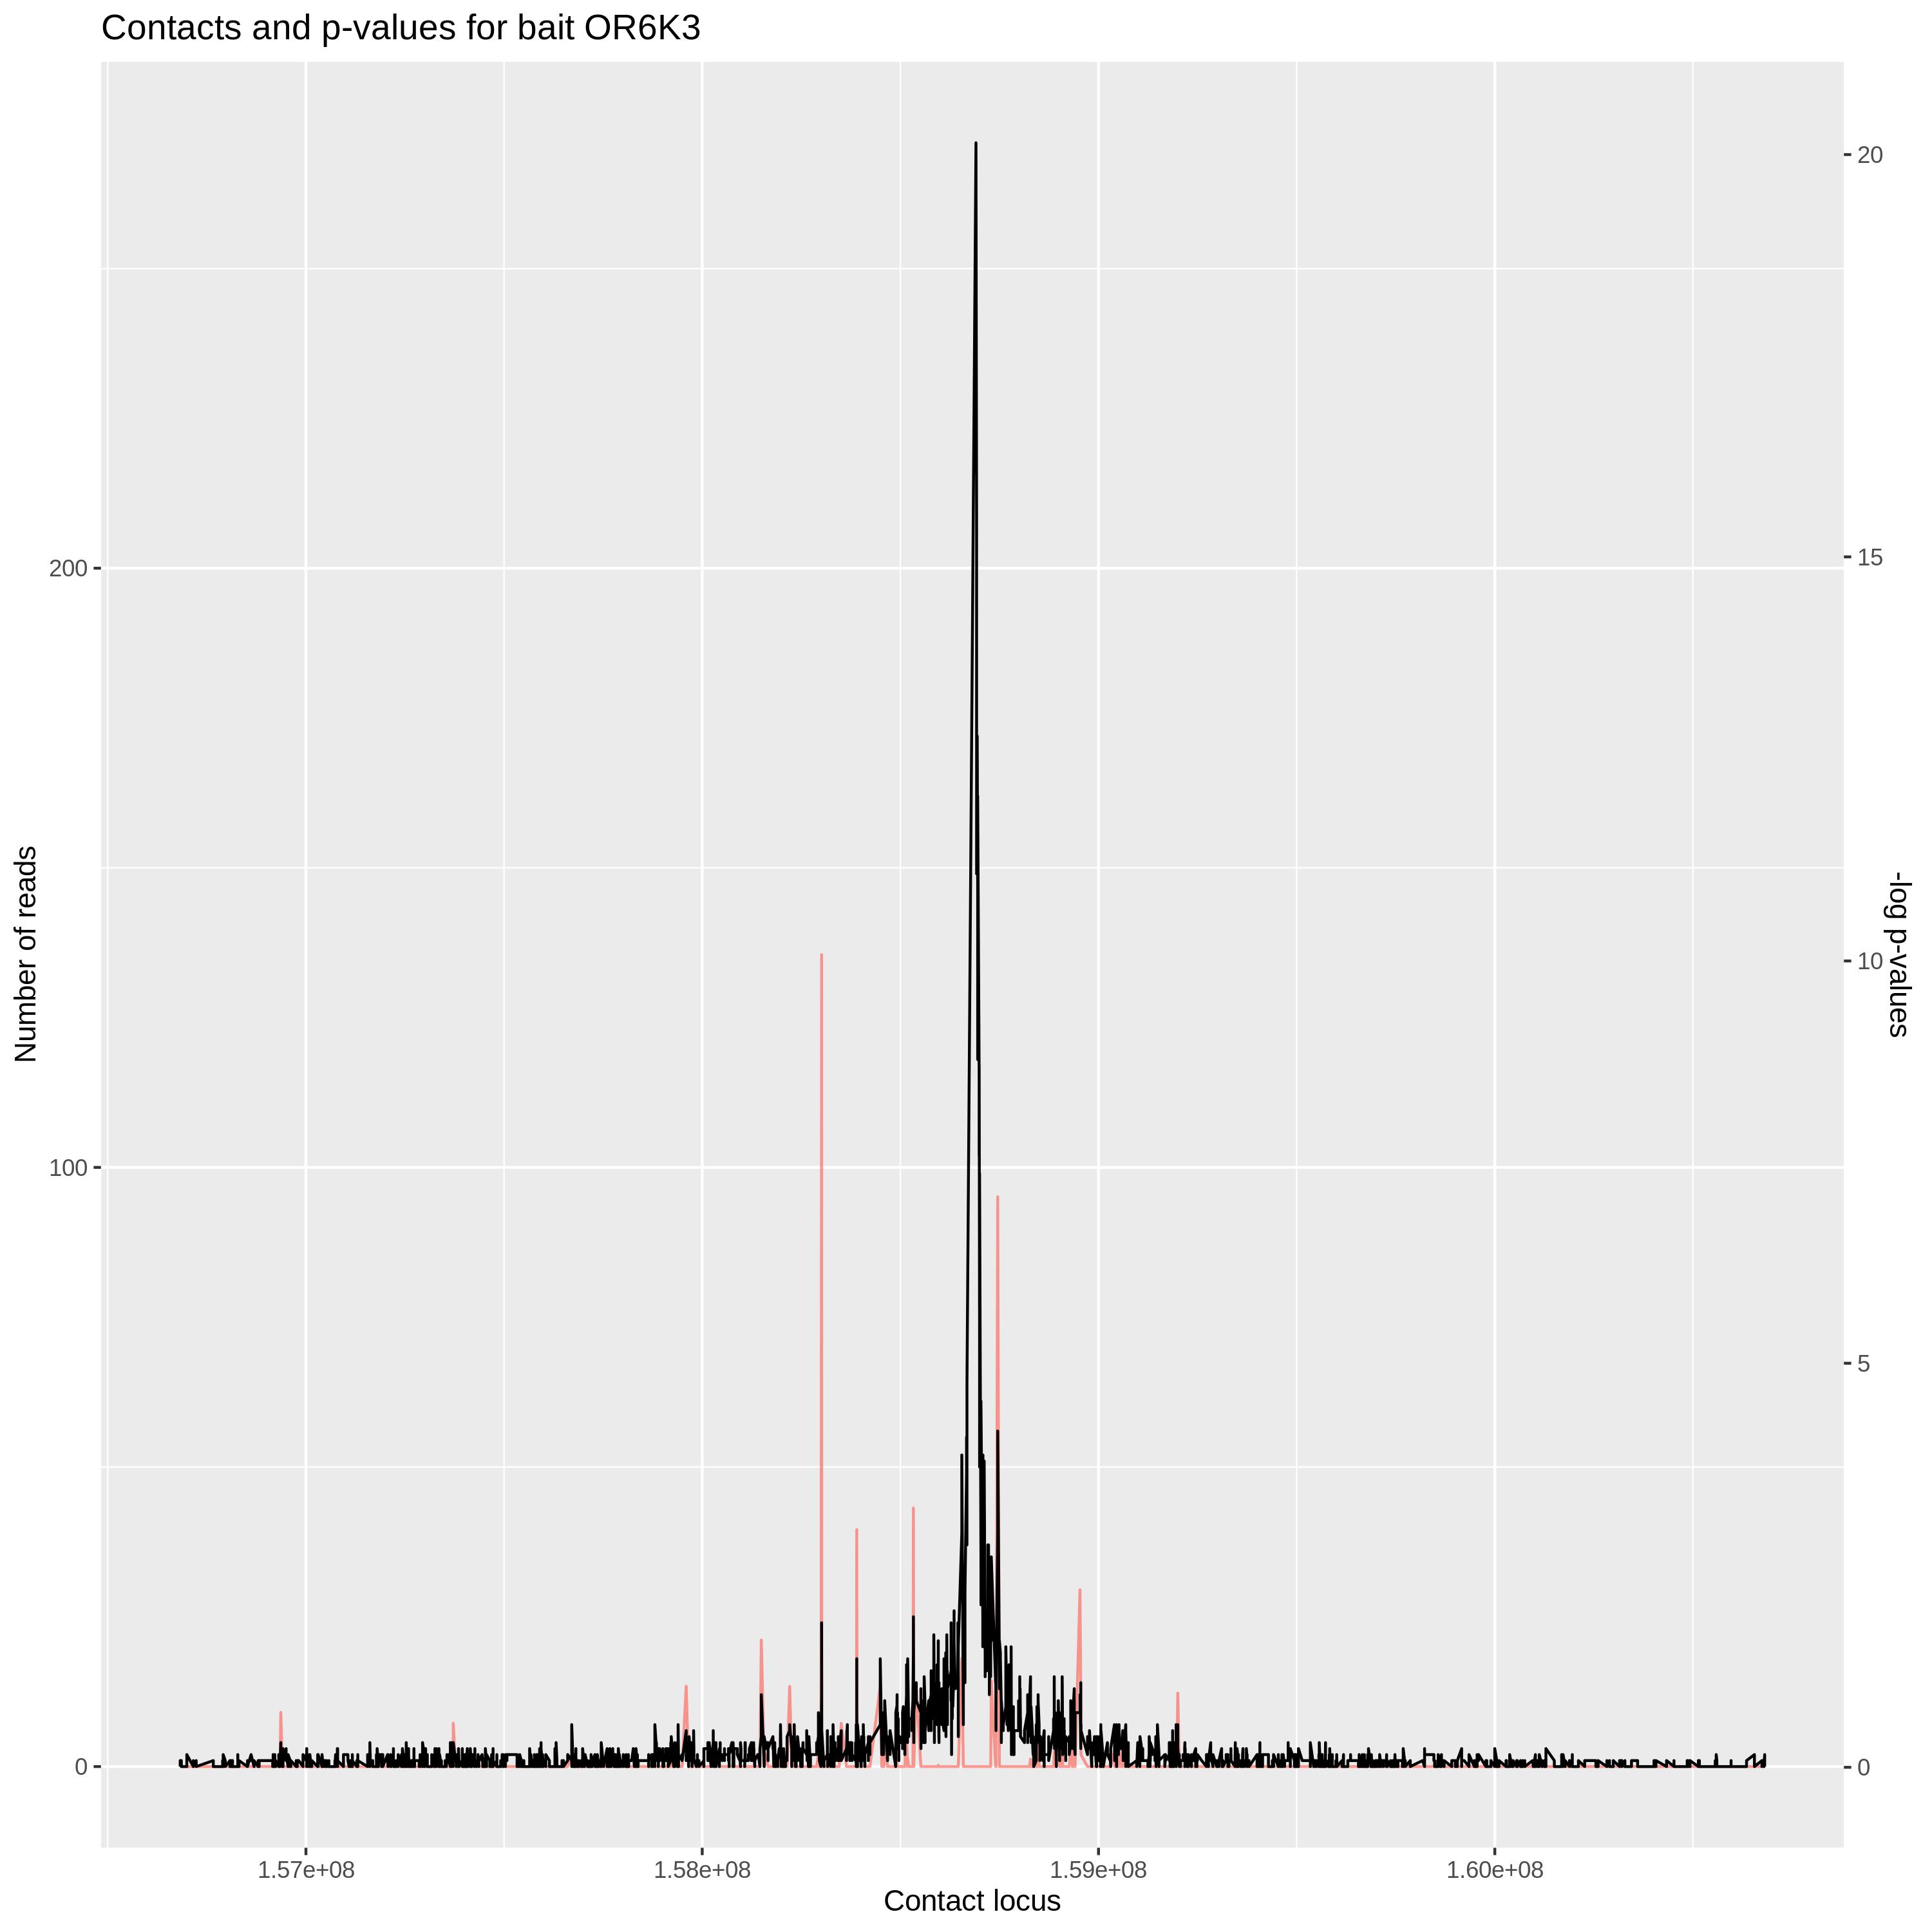 Contacts and p-values for bait OR6K3
20
200
15
Number of reads
-log p-values
10
100
5
0
0
1.57e+08
1.58e+08
1.59e+08
1.60e+08
Contact locus